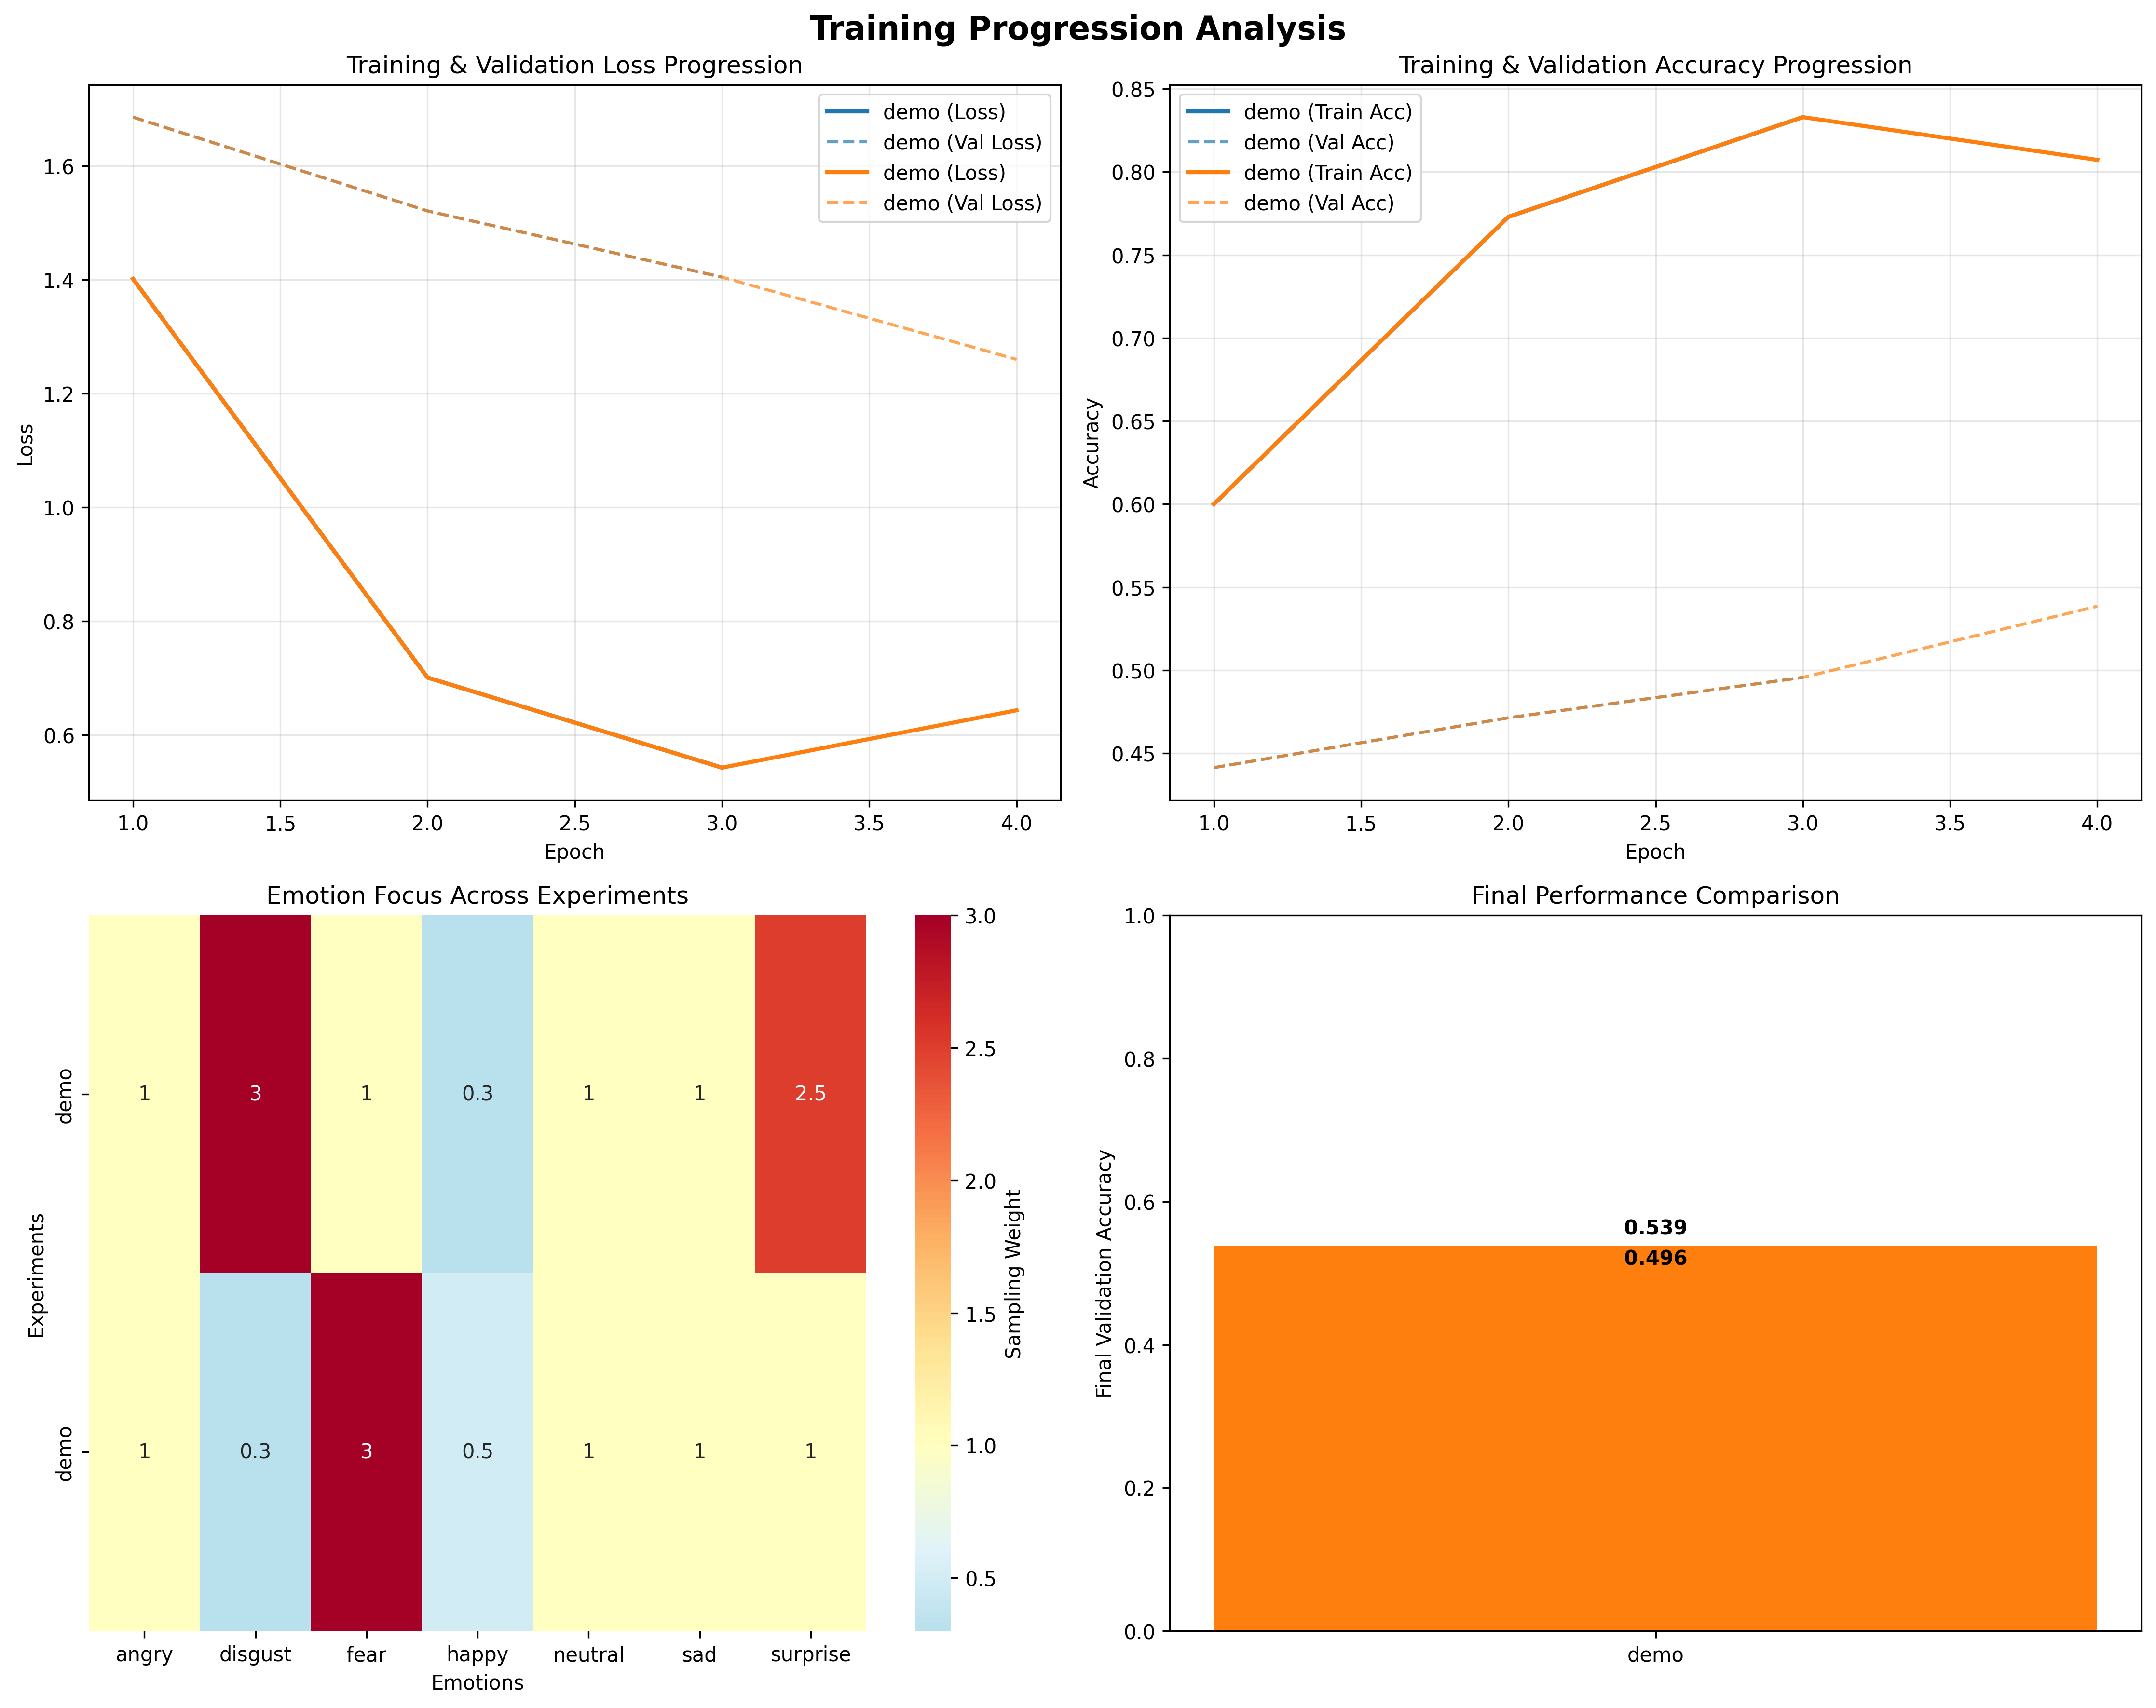 Training Progression Analysis
Training & Validation Loss Progression
Loss
1.6
1.4
1.2
1.0
0.8
0.6
demo (Loss)
demo (Val Loss)
demo (Loss)
demo (Val Loss)
1.0 1.5 2.0 2.5 3.0 3.5 4.0
Epoch
Training & Validation Accuracy Progression
Accuracy
0.85
0.80
0.75
0.70
0.65
0.60
0.55
0.50
0.45
demo (Train Acc)
demo (Val Acc)
demo (Train Acc)
demo (Val Acc)
1.0 1.5 2.0 2.5 3.0 3.5 4.0
Epoch
Emotion Focus Across Experiments
Experiments
demo
1 3 1 0.3 1 1 2.5
demo
1 0.3 3 0.5 1 1 1
angry disgust fear happy neutral sad surprise
Emotions
3.0
2.5
2.0
1.5
1.0
0.5
Sampling Weight
Final Performance Comparison
Final Validation Accuracy
1.0
0.8
0.6
0.4
0.2
0.0
0.539
0.496
demo